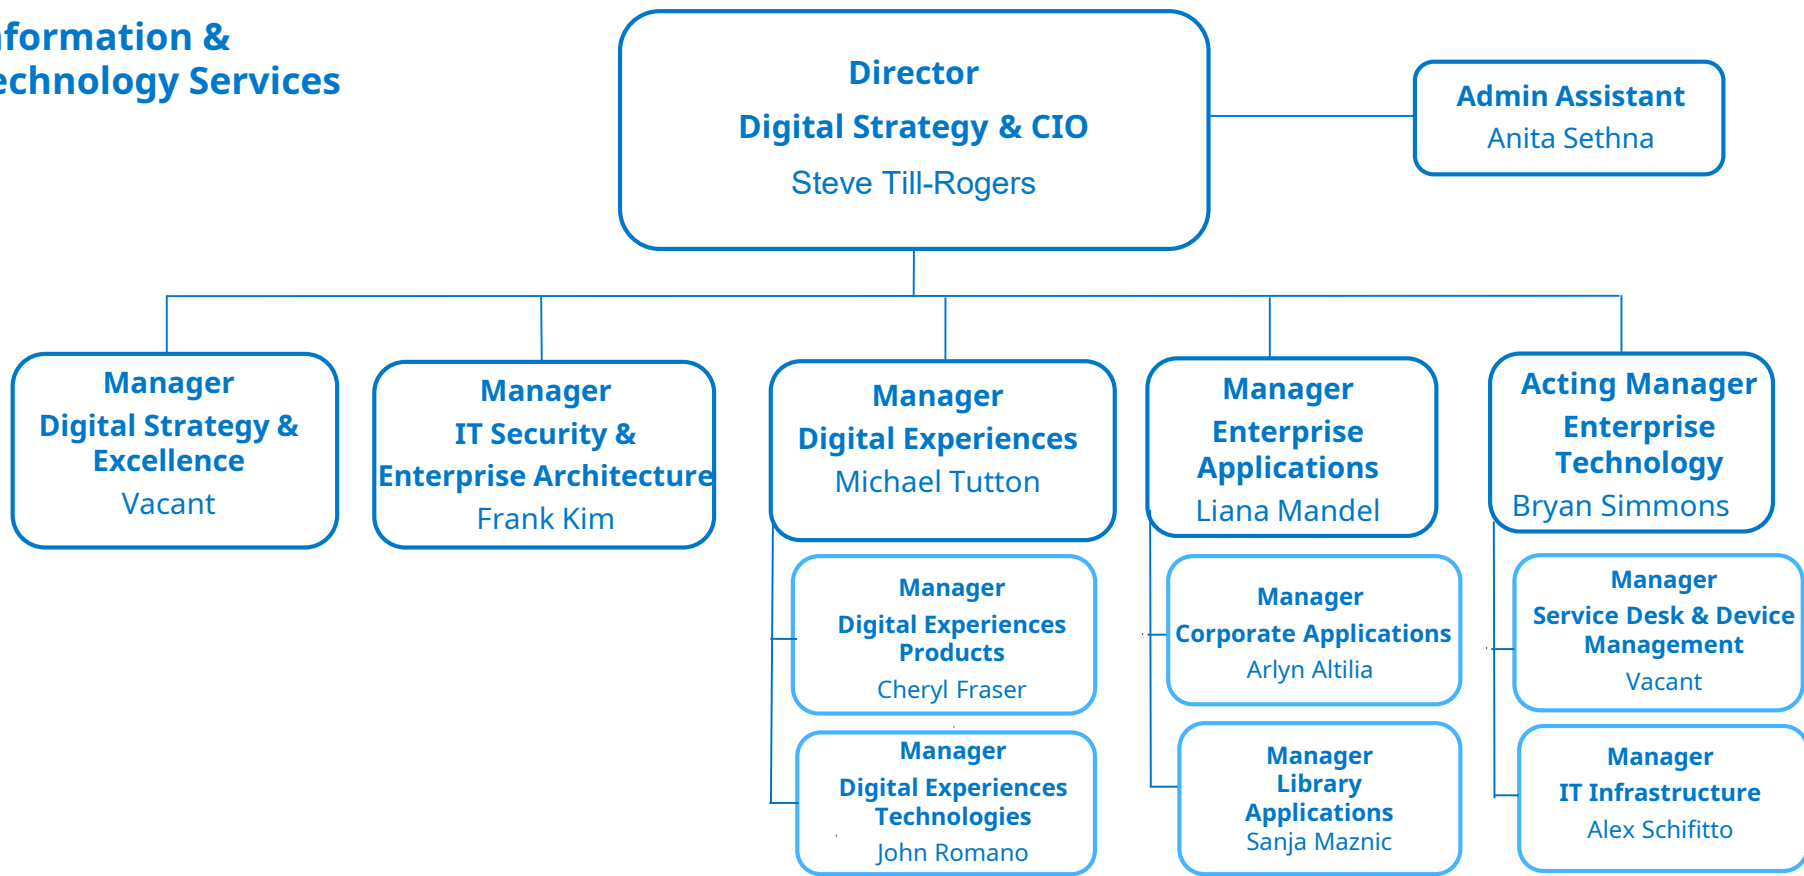 nformation &
echnology Services
Director
Digital Strategy & CIO
Steve Till-Rogers
Admin Assistant
Anita Sethna
Manager
Digital Strategy &
Excellence
Vacant
Manager
IT Security &
Enterprise Architecture
Frank Kim
Manager
Digital Experiences
Michael Tutton
Manager
Enterprise
Applications
Liana Mandel
Acting Manager
Enterprise
Technology
Bryan Simmons
Manager
Digital Experiences
Products
Cheryl Fraser
Manager
Corporate Applications
Arlyn Altilia
Manager
Service Desk & Device
Management
Vacant
Manager
Digital Experiences
Technologies
John Romano
Manager
Library
Applications
Sanja Maznic
Manager
IT Infrastructure
Alex Schifitto